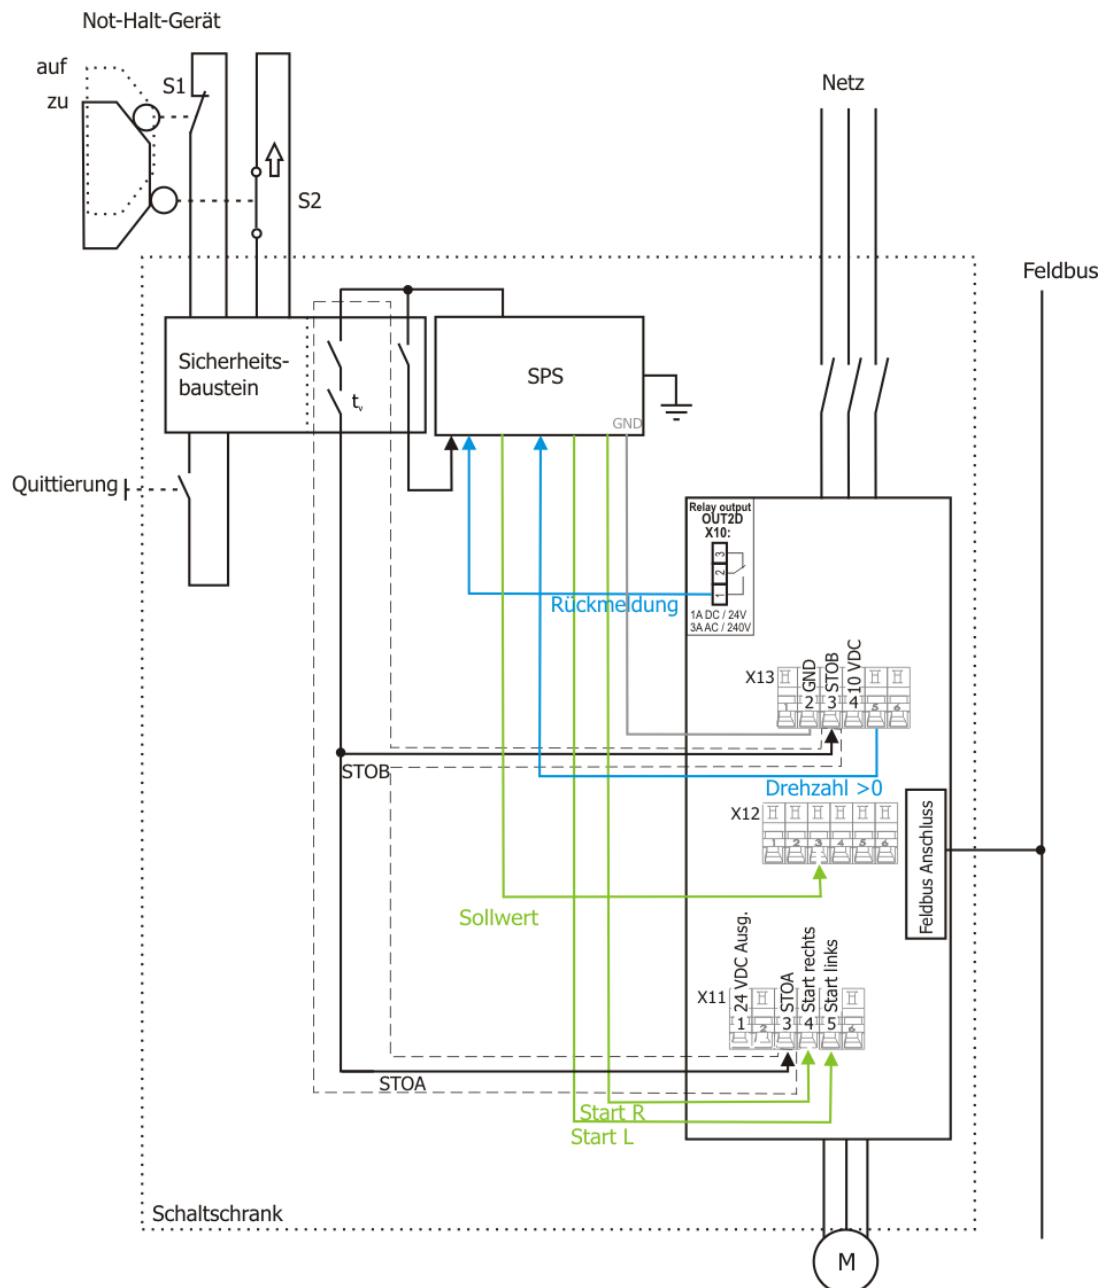 Not-Halt-Gerät
auf
zu
S1
S2
Netz
Feldbus
Sicherheits-
baustein
tv
SPS
GND
Quittierung
Relay output
OUT2D
X10:
3
2
1
1A DC / 24V
3A AC / 240V
Rückmeldung
X13
GND
STOB
10 VDC
1 2 3 4 5 6
STOB
Drehzahl >0
X12
1 2 3 4 5 6
Feldbus Anschluss
Sollwert
X11
24 VDC Ausg.
STOA
Start rechts
Start links
1 2 3 4 5 6
STOA
Start R
Start L
Schaltschrank
M